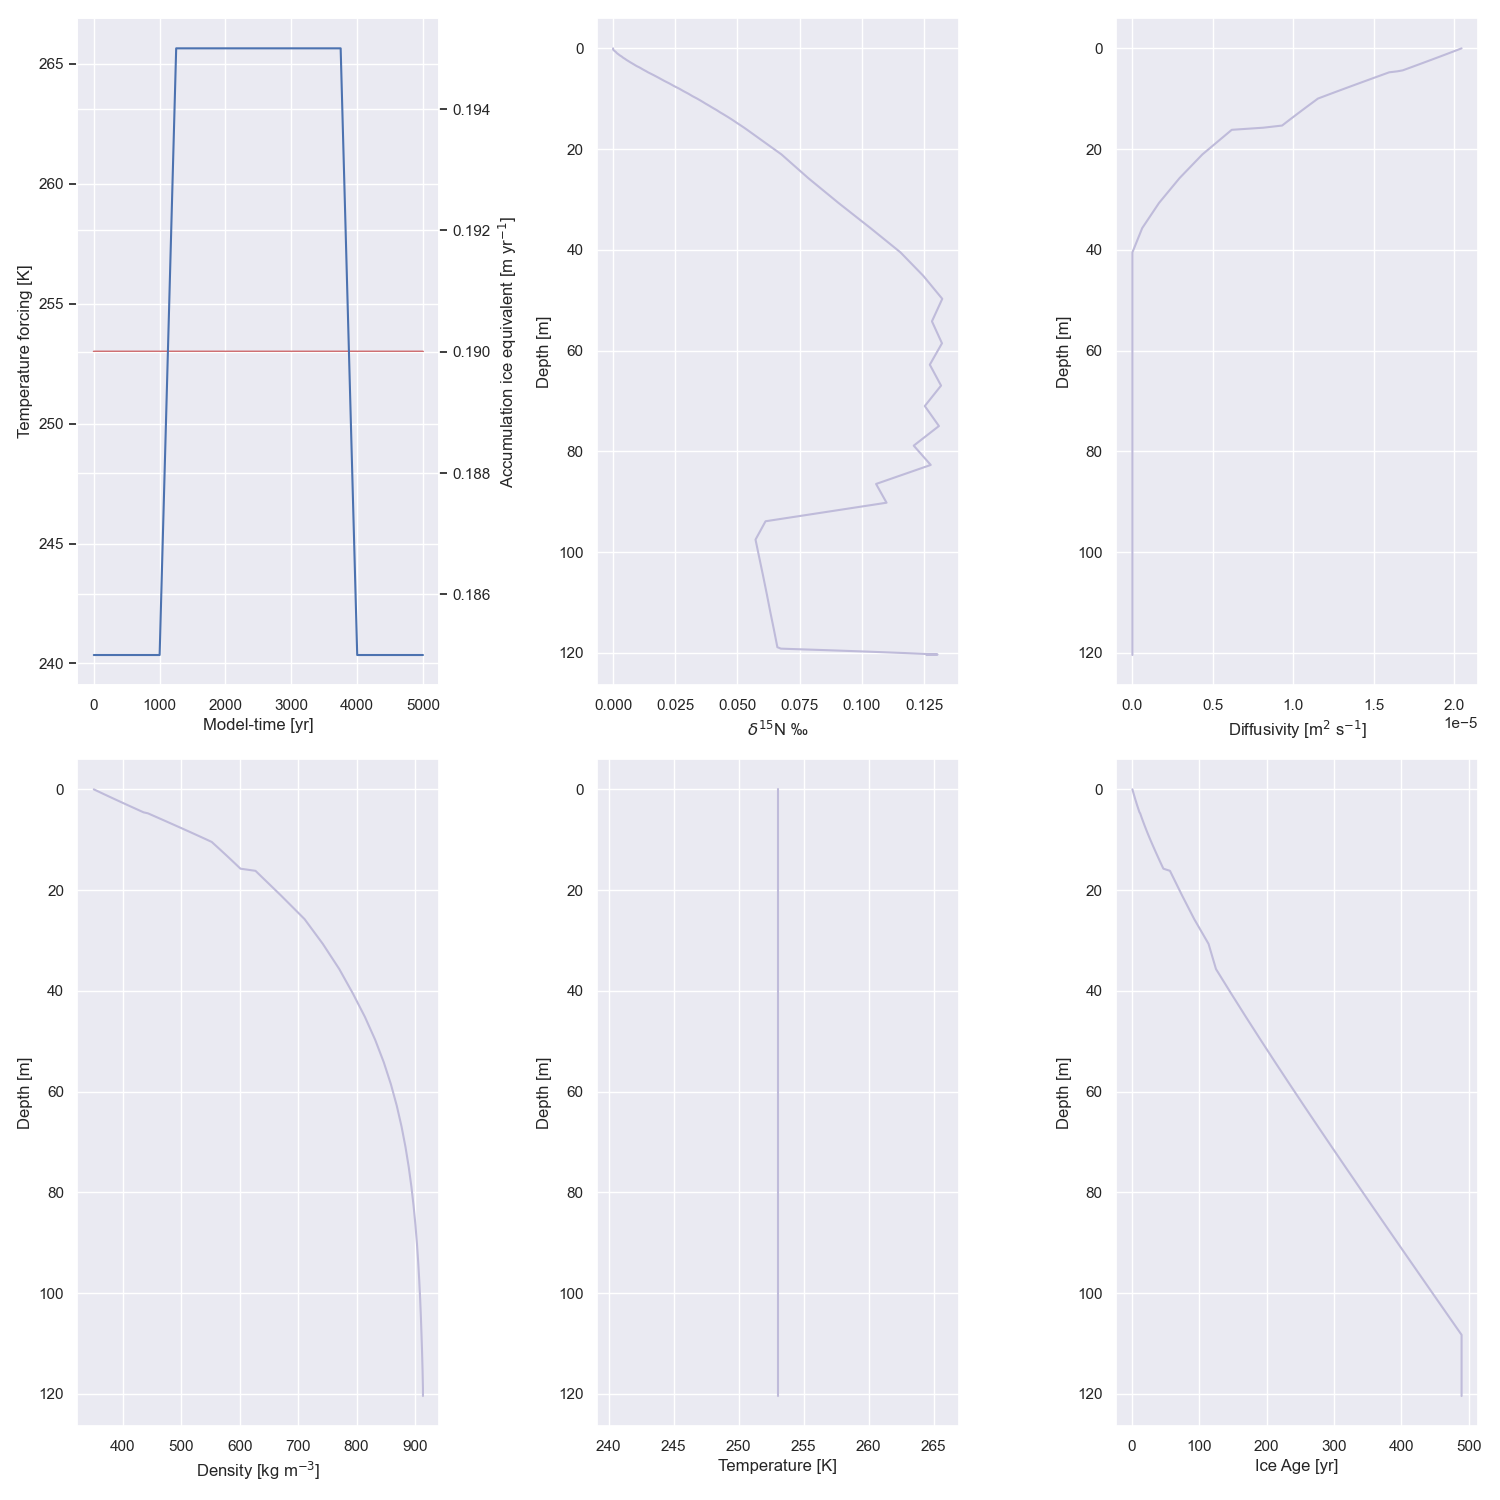 265
260
255
250
245
240
Temperature forcing [K]
0.194
0.192
0.190
0.188
0.186
Accumulation ice equivalent [m yr⁻¹]
0 1000 2000 3000 4000 5000
Model-time [yr]
0
20
40
60
80
100
120
Depth [m]
0.000 0.025 0.050 0.075 0.100 0.125
δ¹⁵N ‰
0
20
40
60
80
100
120
Depth [m]
0.0 0.5 1.0 1.5 2.0
1e−5
Diffusivity [m² s⁻¹]
0
20
40
60
80
100
120
Depth [m]
400 500 600 700 800 900
Density [kg m⁻³]
0
20
40
60
80
100
120
Depth [m]
240 245 250 255 260 265
Temperature [K]
0
20
40
60
80
100
120
Depth [m]
0 100 200 300 400 500
Ice Age [yr]